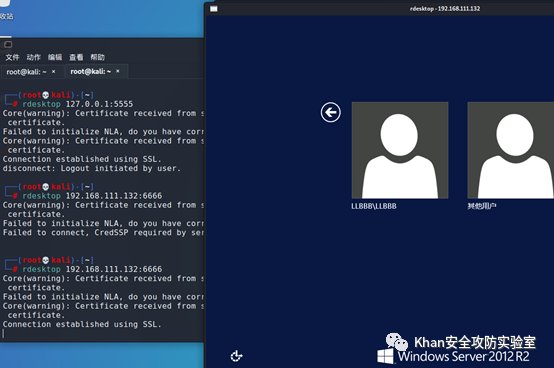 收站
rdesktop - 192.168.111.132
文件 动作 编辑 查看 帮助
root@kali: ~ × root@kali: ~ ×
┌──(root💀kali)-[~]
└─# rdesktop 127.0.0.1:5555
Core(warning): Certificate received from s
certificate.
Failed to initialize NLA, do you have corr
Core(warning): Certificate received from s
certificate.
Connection established using SSL.
disconnect: Logout initiated by user.
┌──(root💀kali)-[~]
└─# rdesktop 192.168.111.132:6666
Core(warning): Certificate received from s
certificate.
Failed to initialize NLA, do you have corr
Failed to connect, CredSSP required by ser
┌──(root💀kali)-[~]
└─# rdesktop 192.168.111.132:6666
Core(warning): Certificate received from s
certificate.
Failed to initialize NLA, do you have corr
Core(warning): Certificate received from s
certificate.
Connection established using SSL.
LLBBB\LLBBB
其他用户
Khan安全攻防实验室
Windows Server 2012 R2